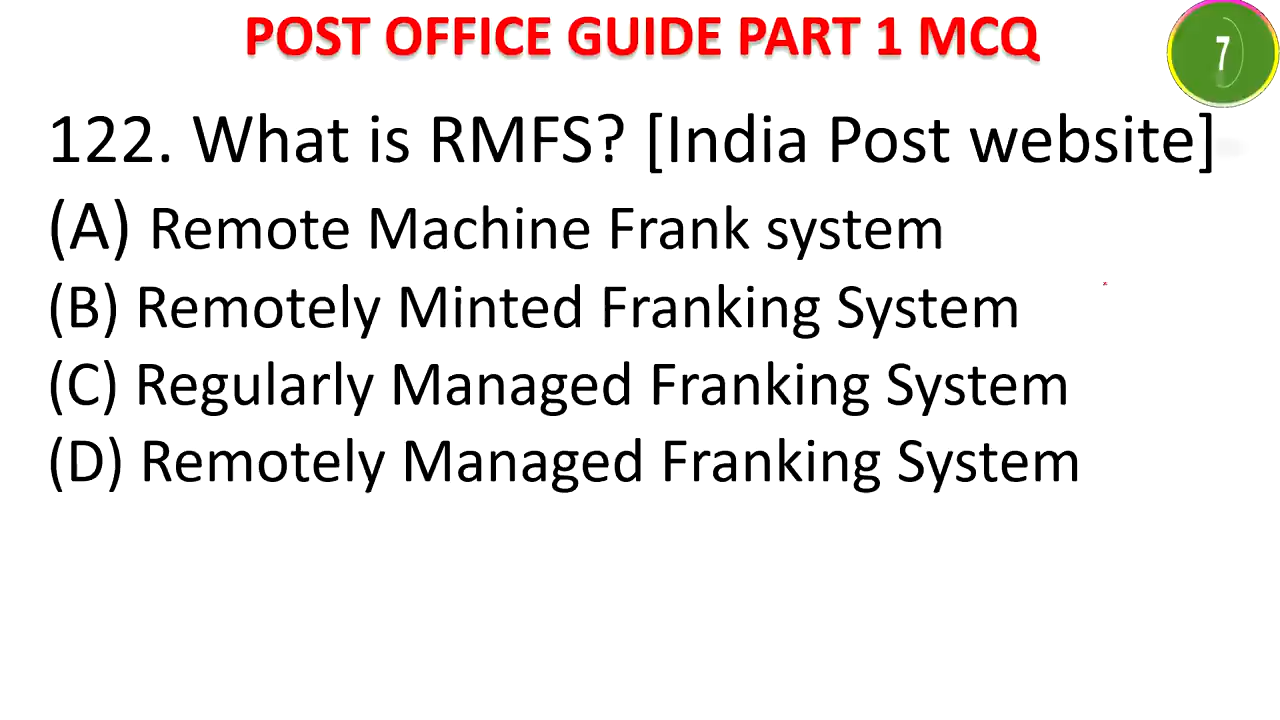 POST OFFICE GUIDE PART 1 MCQ
7
122. What is RMFS? [India Post website]
(A) Remote Machine Frank system
(B) Remotely Minted Franking System
(C) Regularly Managed Franking System
(D) Remotely Managed Franking System